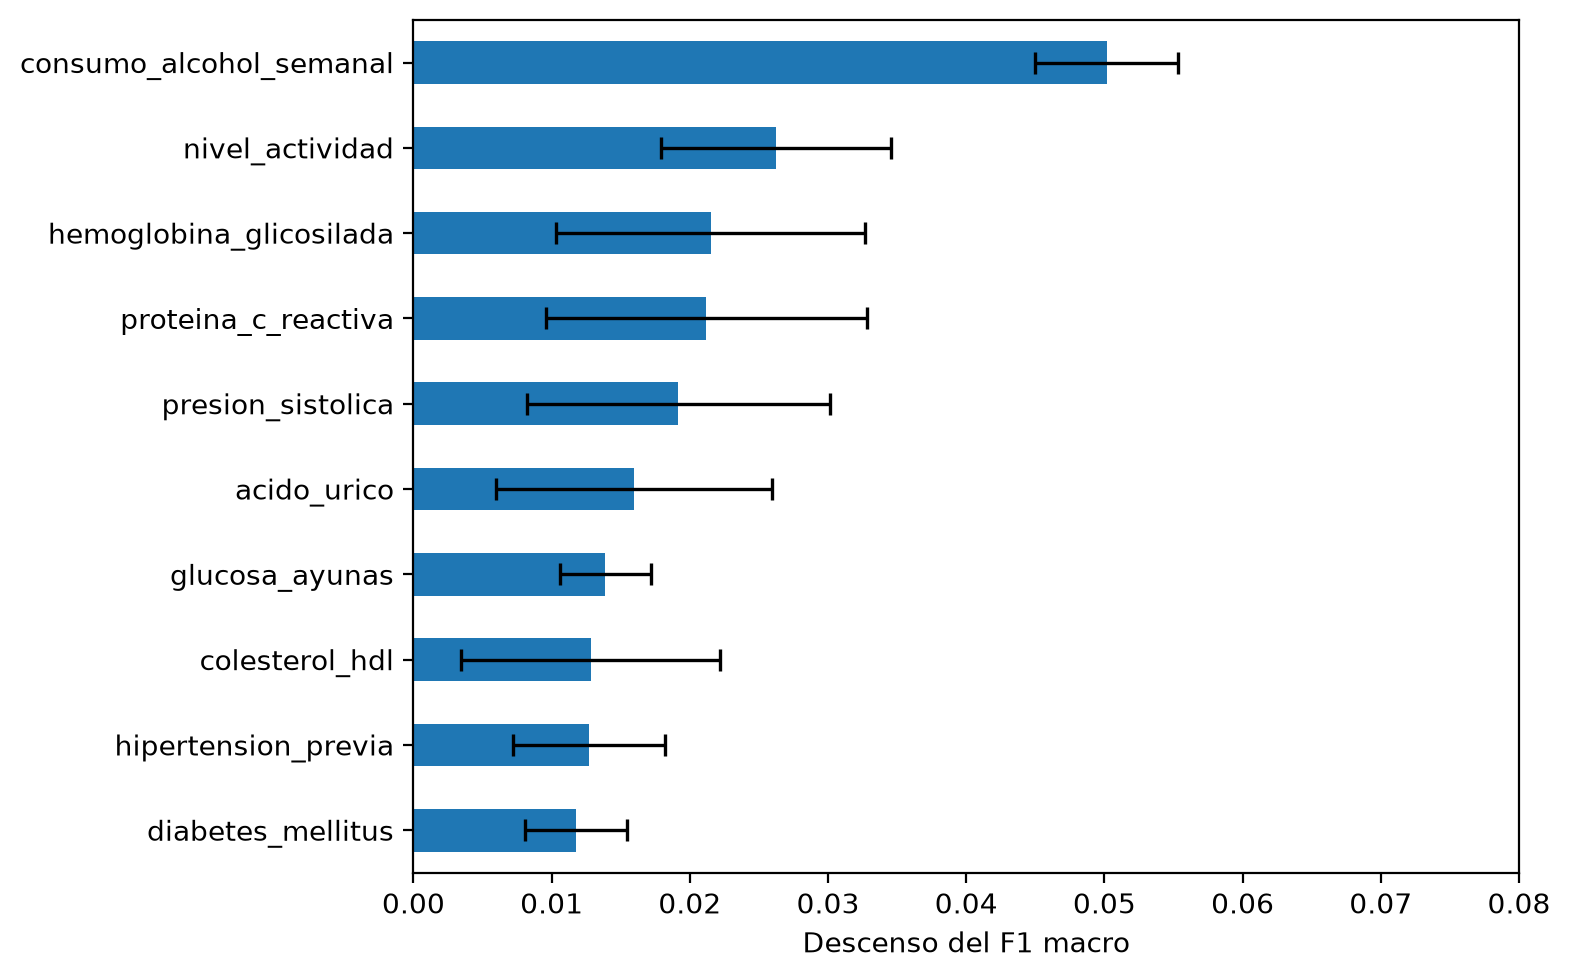 consumo_alcohol_semanal
nivel_actividad
hemoglobina_glicosilada
proteina_c_reactiva
presion_sistolica
acido_urico
glucosa_ayunas
colesterol_hdl
hipertension_previa
diabetes_mellitus
0.00 0.01 0.02 0.03 0.04 0.05 0.06 0.07 0.08
Descenso del F1 macro